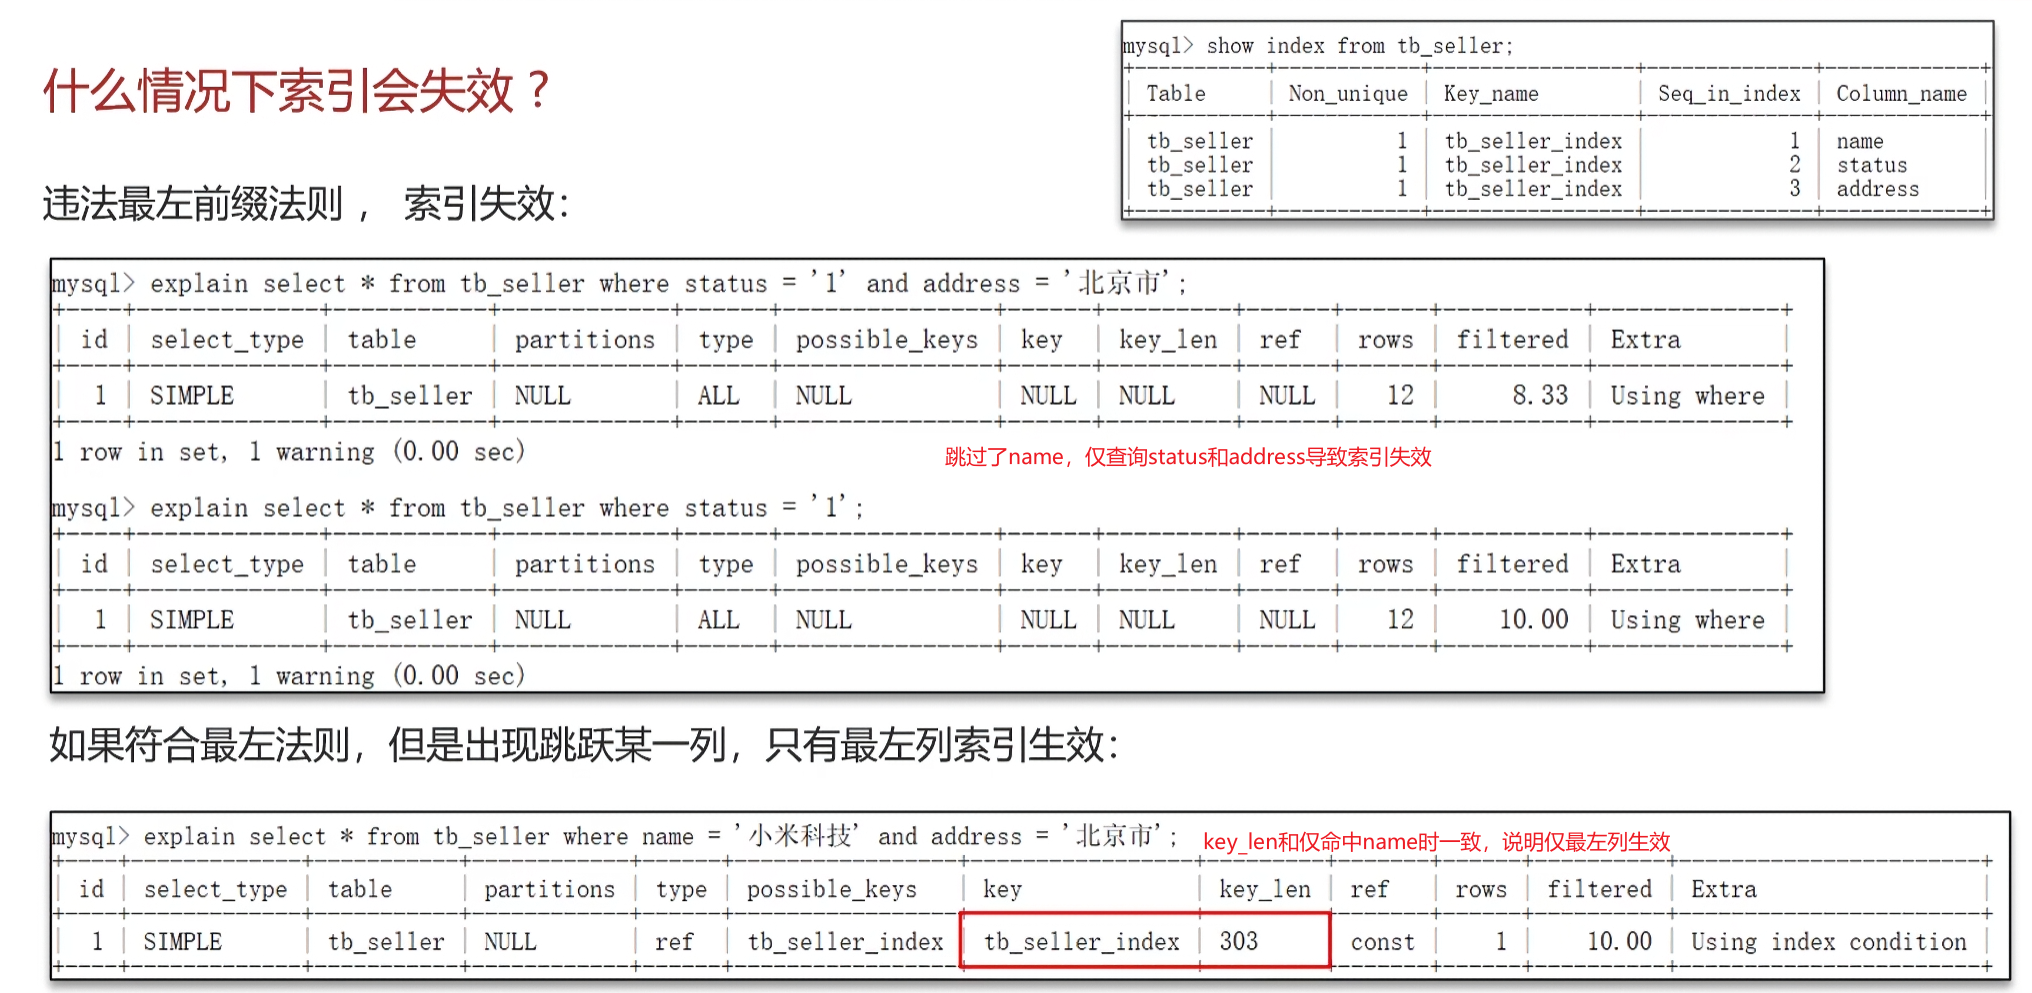 什么情况下索引会失效？
mysql> show index from tb_seller;
| Table | Non_unique | Key_name | Seq_in_index | Column_name |
| tb_seller | 1 | tb_seller_index | 1 | name
| tb_seller | 1 | tb_seller_index | 2 | status
| tb_seller | 1 | tb_seller_index | 3 | address
违法最左前缀法则， 索引失效：
mysql> explain select * from tb_seller where status = '1' and address = '北京市';
| id | select_type | table | partitions | type | possible_keys | key | key_len | ref | rows | filtered | Extra |
| 1 | SIMPLE | tb_seller | NULL | ALL | NULL | NULL | NULL | NULL | 12 | 8.33 | Using where |
1 row in set, 1 warning (0.00 sec)
跳过了name，仅查询status和address导致索引失效
mysql> explain select * from tb_seller where status = '1';
| id | select_type | table | partitions | type | possible_keys | key | key_len | ref | rows | filtered | Extra |
| 1 | SIMPLE | tb_seller | NULL | ALL | NULL | NULL | NULL | NULL | 12 | 10.00 | Using where |
1 row in set, 1 warning (0.00 sec)
如果符合最左法则，但是出现跳跃某一列，只有最左列索引生效：
mysql> explain select * from tb_seller where name = '小米科技' and address = '北京市';
key_len和仅命中name时一致，说明仅最左列生效
| id | select_type | table | partitions | type | possible_keys | key | key_len | ref | rows | filtered | Extra |
| 1 | SIMPLE | tb_seller | NULL | ref | tb_seller_index | tb_seller_index | 303 | const | 1 | 10.00 | Using index condition |